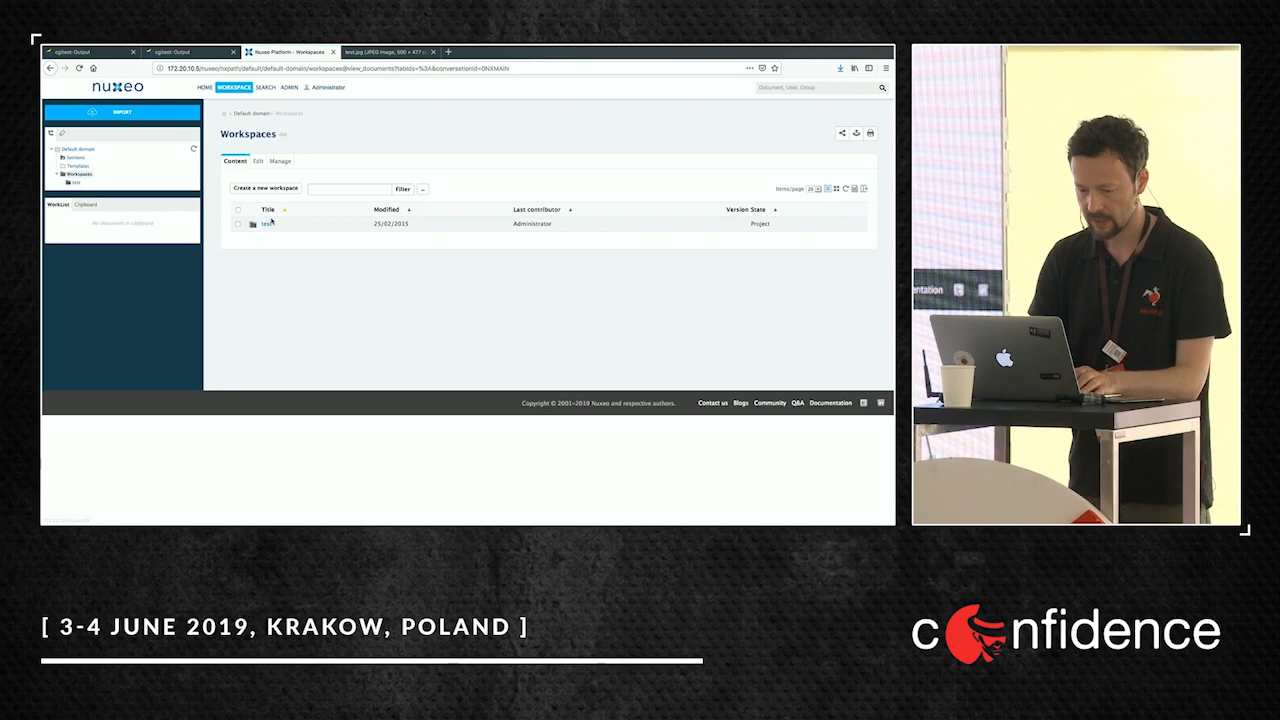 cgitest: Output
cgitest: Output
Nuxeo Platform - Workspaces
test.jpg (JPEG Image, 500 × 477 p
172.20.10.5/nuxeo/nxpath/default/default-domain/workspaces@view_documents?tabIds=%3A&conversationId=0NXMAIN
nuxeo
HOME WORKSPACE SEARCH ADMIN Administrator
Document, User, Group
IMPORT
Default domain
Sections
Templates
Workspaces
test
WorkList Clipboard
No document in clipboard
> Default domain > Workspaces
Workspaces
Content Edit Manage
Create a new workspace Filter
Items/page 20
Title Modified Last contributor Version State
test 25/02/2015 Administrator Project
Copyright © 2001-2019 Nuxeo and respective authors. Contact us Blogs Community Q&A Documentation
entation
[ 3-4 JUNE 2019, KRAKOW, POLAND ]
confidence